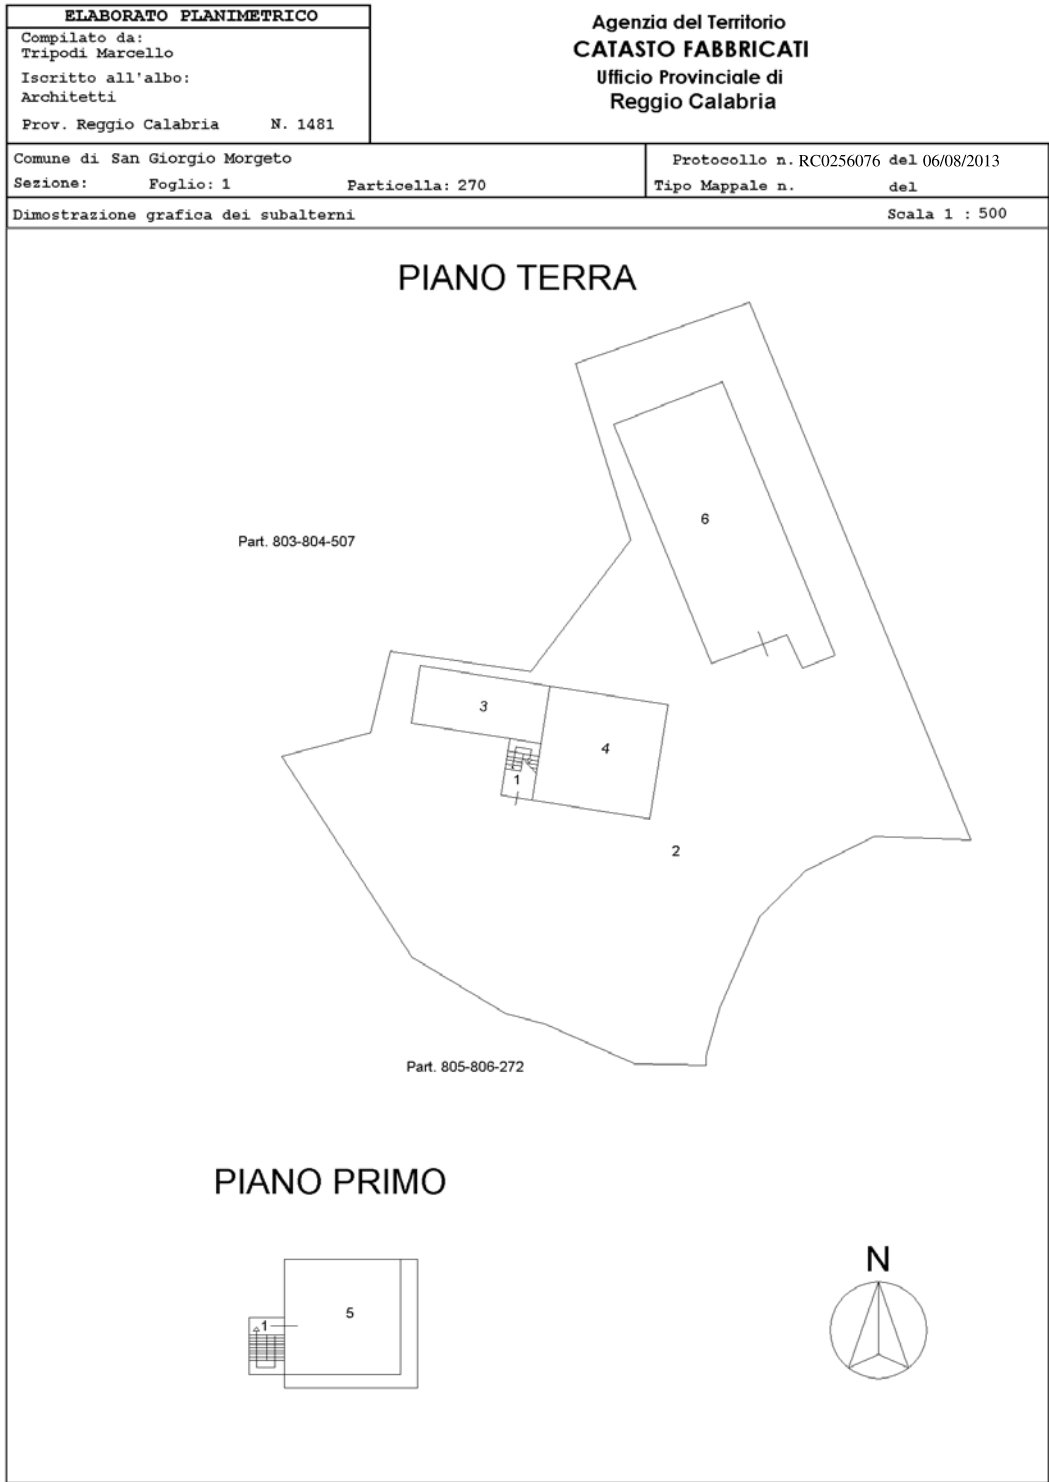 ELABORATO PLANIMETRICO
Compilato da:
Tripodi Marcello
Iscritto all'albo:
Architetti
Prov. Reggio Calabria N. 1481
Agenzia del Territorio
CATASTO FABBRICATI
Ufficio Provinciale di
Reggio Calabria
Comune di San Giorgio Morgeto
Sezione: Foglio: 1 Particella: 270
Protocollo n. RC0256076 del 06/08/2013
Tipo Mappale n. del
Dimostrazione grafica dei subalterni Scala 1 : 500
PIANO TERRA
6
Part. 803-804-507
3
4
1
2
Part. 805-806-272
PIANO PRIMO
N
5
1